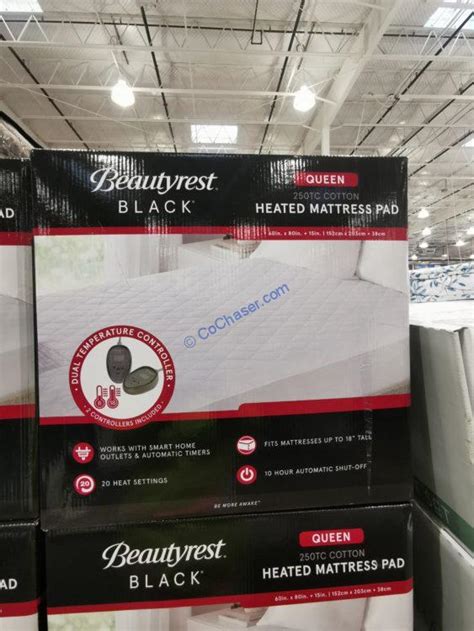 Beautyrest
BLACK
QUEEN
250TC COTTON
HEATED MATTRESS PAD
60in. x 80in. + 15in. | 152cm x 203cm + 38cm
AD
© CoChaser.com
DUAL TEMPERATURE CONTROLLER
2 CONTROLLERS INCLUDED
WORKS WITH SMART HOME
OUTLETS & AUTOMATIC TIMERS
FITS MATTRESSES UP TO 18" TALL
20
20 HEAT SETTINGS
10 HOUR AUTOMATIC SHUT-OFF
BE MORE AWAKE
Beautyrest
BLACK
QUEEN
250TC COTTON
HEATED MATTRESS PAD
60in. x 80in. + 15in. | 152cm x 203cm + 38cm
AD